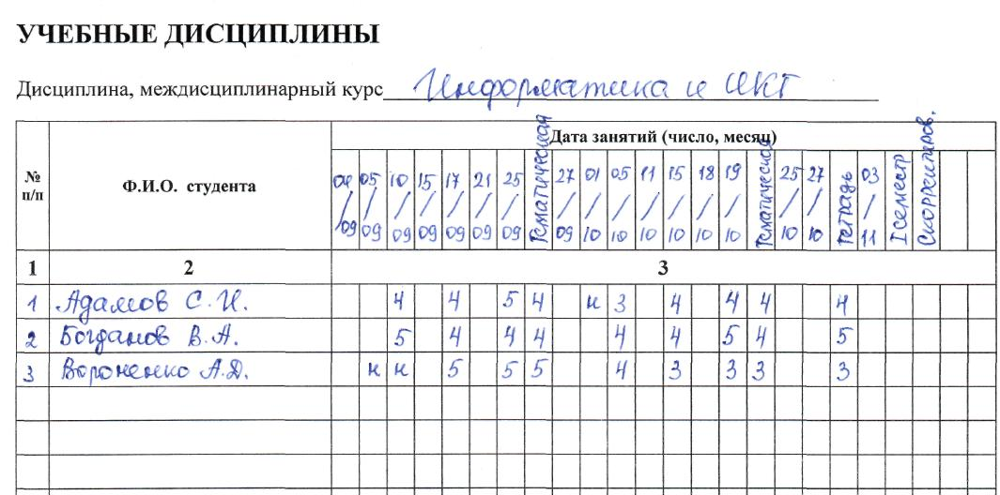 УЧЕБНЫЕ ДИСЦИПЛИНЫ
Дисциплина, междисциплинарный курс Информатика и ИКТ
№ п/п Ф.И.О. студента Дата занятий (число, месяц)
04/09 05/09 10/09 15/09 17/09 21/09 25/09 Тематическая 27/09 01/10 05/10 11/10 15/10 18/10 19/10 Тематическая 25/10 27/10 Тетрадь 03/11 I семестр Скорректиров.
1 2 3
1 Адамов С.И. 4 4 5 4 н 3 4 4 4 4
2 Богданов В.А. 5 4 4 4 4 4 5 4 5
3 Вороненко А.Д. н н 5 5 5 4 3 3 3 3